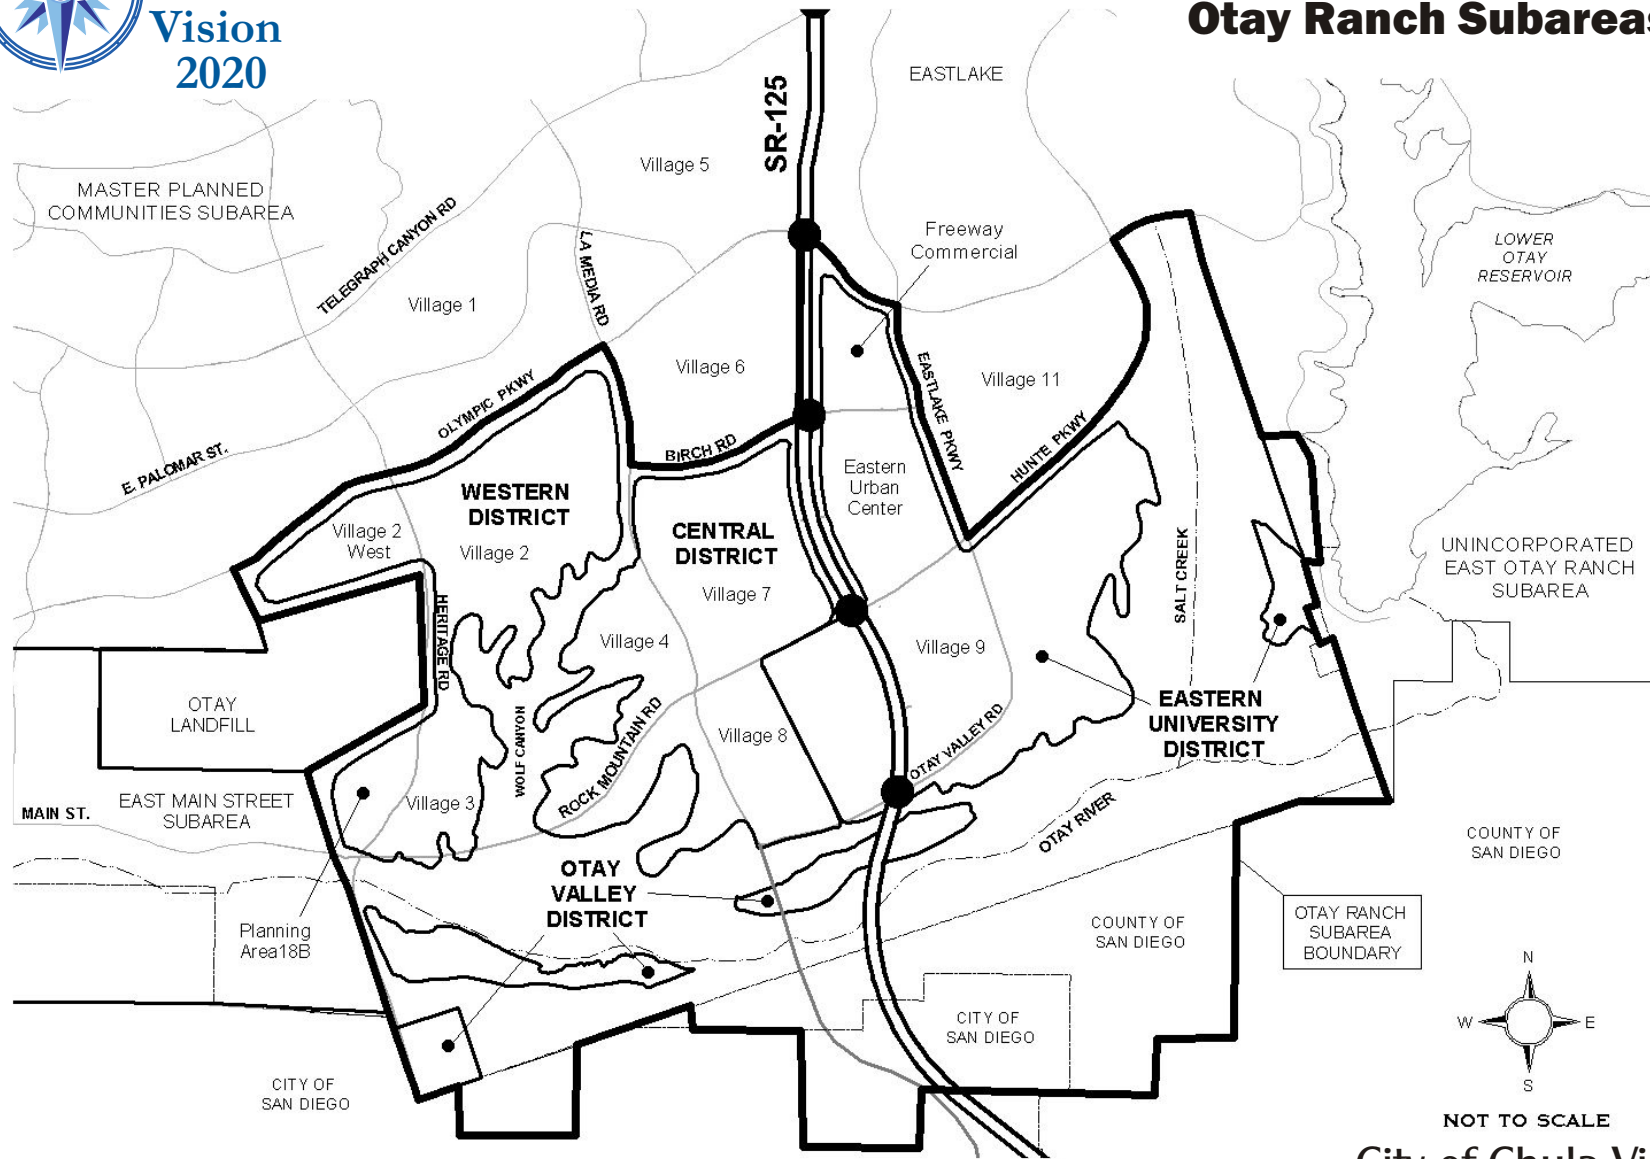 Vision
2020
Otay Ranch Subareas
EASTLAKE
SR-125
Village 5
MASTER PLANNED
COMMUNITIES SUBAREA
TELEGRAPH CANYON RD
LA MEDIA RD
Freeway
Commercial
LOWER
OTAY
RESERVOIR
Village 1
Village 6
Village 11
EASTLAKE PKWY
OLYMPIC PKWY
HUNTE PKWY
BIRCH RD
E. PALOMAR ST.
Eastern
Urban
Center
WESTERN
DISTRICT
CENTRAL
DISTRICT
Village 2
West
Village 2
Village 7
SALT CREEK
UNINCORPORATED
EAST OTAY RANCH
SUBAREA
HERITAGE RD
Village 4
Village 9
OTAY
LANDFILL
WOLF CANYON
ROCK MOUNTAIN RD
Village 8
OTAY VALLEY RD
EASTERN
UNIVERSITY
DISTRICT
MAIN ST.
EAST MAIN STREET
SUBAREA
Village 3
OTAY RIVER
COUNTY OF
SAN DIEGO
OTAY
VALLEY
DISTRICT
Planning
Area18B
COUNTY OF
SAN DIEGO
OTAY RANCH
SUBAREA
BOUNDARY
CITY OF
SAN DIEGO
CITY OF
SAN DIEGO
N
W
E
S
NOT TO SCALE
City of Chula Vi